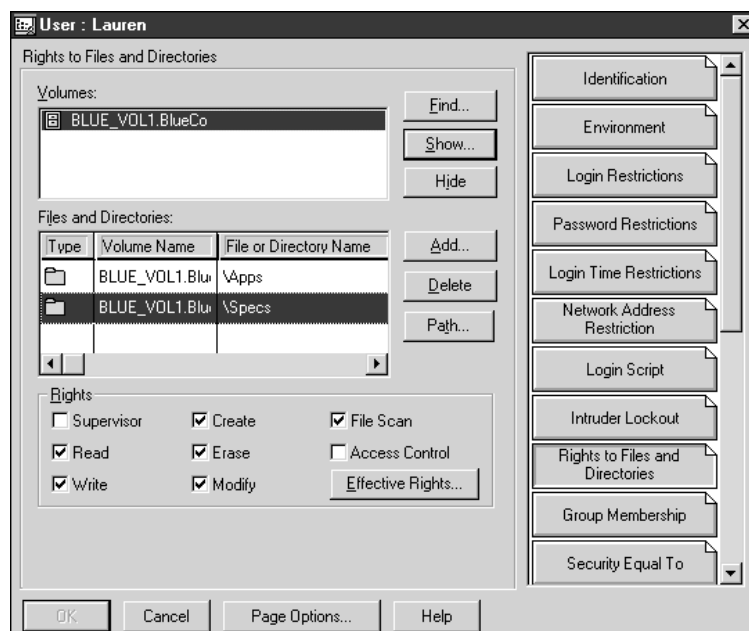 User : Lauren
Rights to Files and Directories
Volumes:
BLUE_VOL1.BlueCo
Find...
Show...
Hide
Files and Directories:
Type Volume Name File or Directory Name
BLUE_VOL1.Blu \Apps
BLUE_VOL1.Blu \Specs
Add...
Delete
Path...
Rights
Supervisor Create File Scan
Read Erase Access Control
Write Modify Effective Rights...
Identification
Environment
Login Restrictions
Password Restrictions
Login Time Restrictions
Network Address
Restriction
Login Script
Intruder Lockout
Rights to Files and
Directories
Group Membership
Security Equal To
OK Cancel Page Options... Help